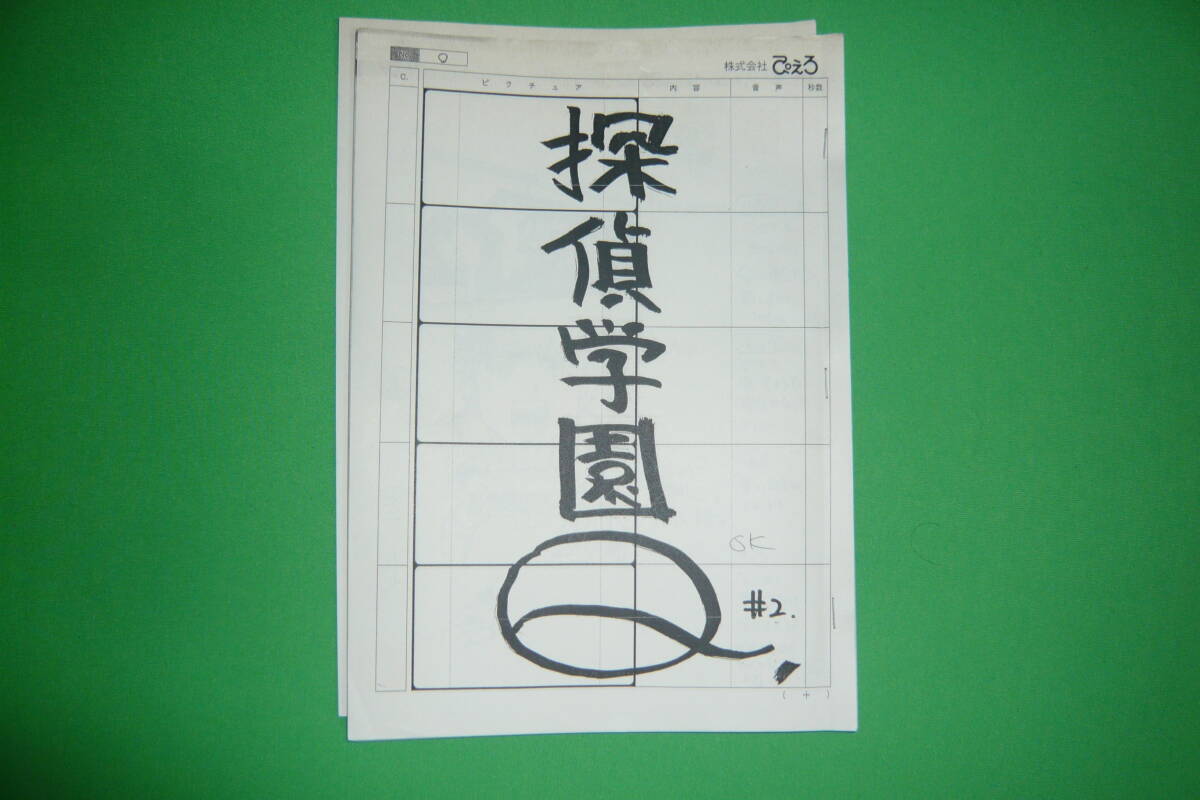 No. Q
株式会社 ぴえろ
C. ピクチュア 内容 音声 秒数
探偵学園Q
OK
#2.
( + )